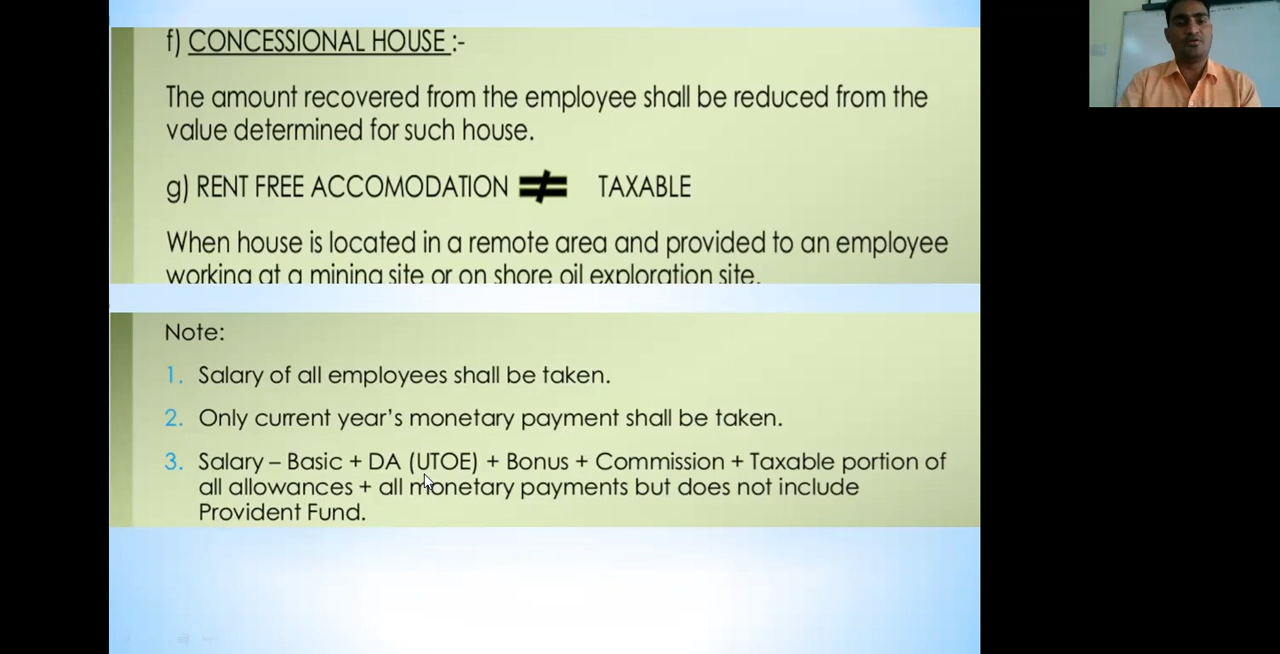 f) CONCESSIONAL HOUSE :-
The amount recovered from the employee shall be reduced from the
value determined for such house.
g) RENT FREE ACCOMODATION ≠ TAXABLE
When house is located in a remote area and provided to an employee
working at a mining site or on shore oil exploration site.
Note:
1. Salary of all employees shall be taken.
2. Only current year's monetary payment shall be taken.
3. Salary – Basic + DA (UTOE) + Bonus + Commission + Taxable portion of
all allowances + all monetary payments but does not include
Provident Fund.